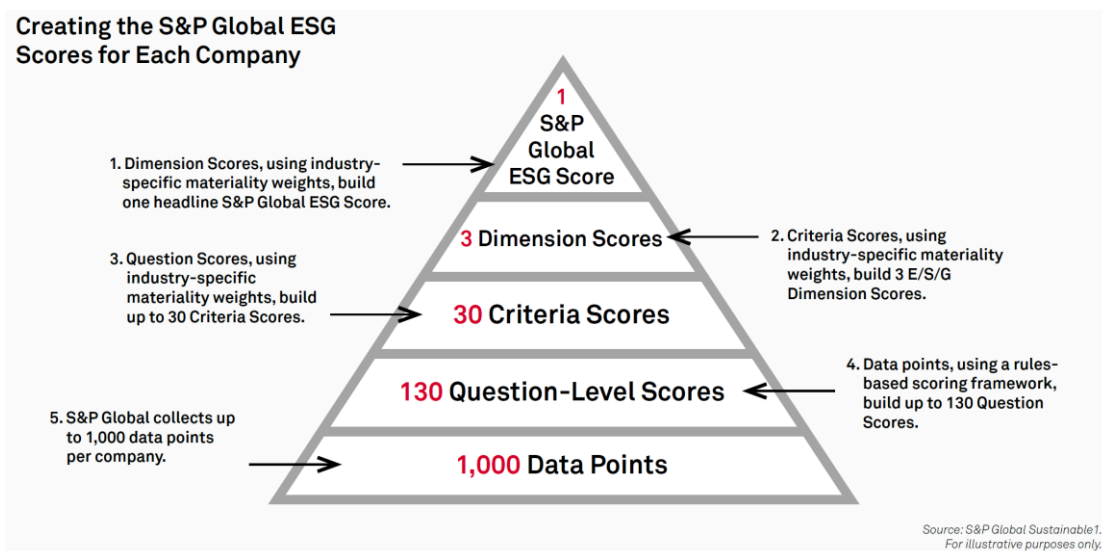 Creating the S&P Global ESG
Scores for Each Company
1
S&P
Global
ESG Score
1. Dimension Scores, using industry-
specific materiality weights, build
one headline S&P Global ESG Score.
3 Dimension Scores
2. Criteria Scores, using
industry-specific materiality
weights, build 3 E/S/G
Dimension Scores.
3. Question Scores, using
industry-specific
materiality weights, build
up to 30 Criteria Scores.
30 Criteria Scores
130 Question-Level Scores
4. Data points, using a rules-
based scoring framework,
build up to 130 Question
Scores.
5. S&P Global collects up
to 1,000 data points
per company.
1,000 Data Points
Source: S&P Global Sustainable1.
For illustrative purposes only.